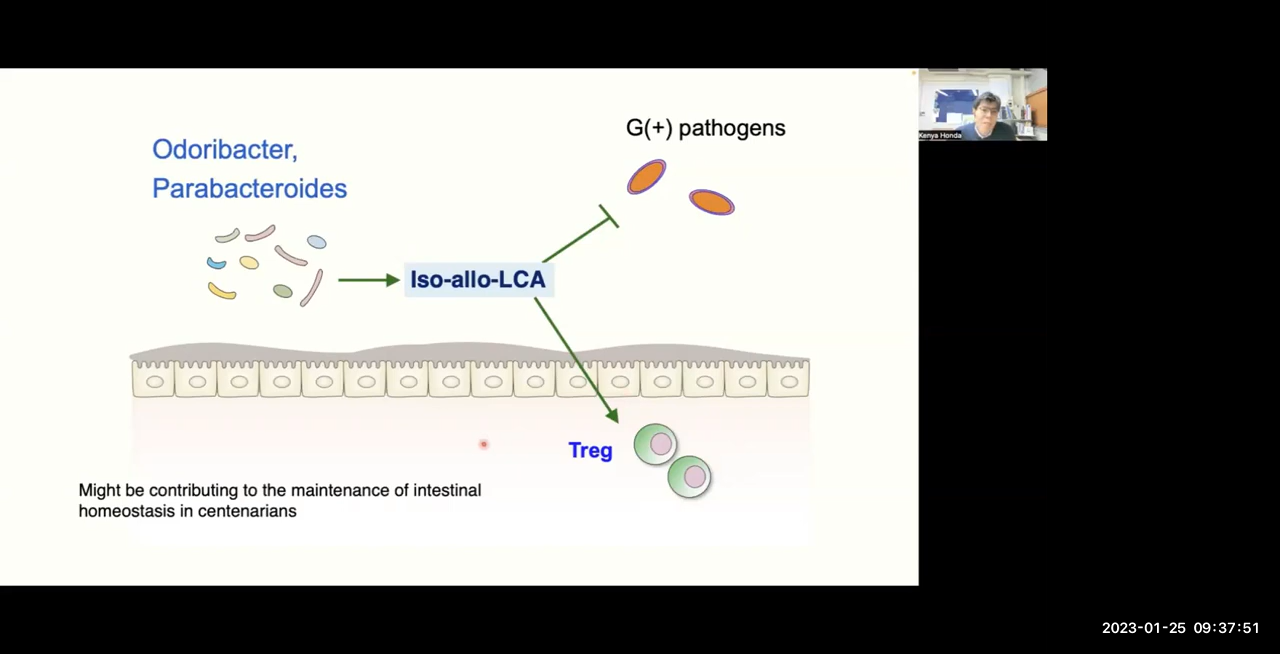 Odoribacter,
Parabacteroides
G(+) pathogens
Iso-allo-LCA
Treg
Might be contributing to the maintenance of intestinal
homeostasis in centenarians
Kenya Honda
2023-01-25 09:37:51